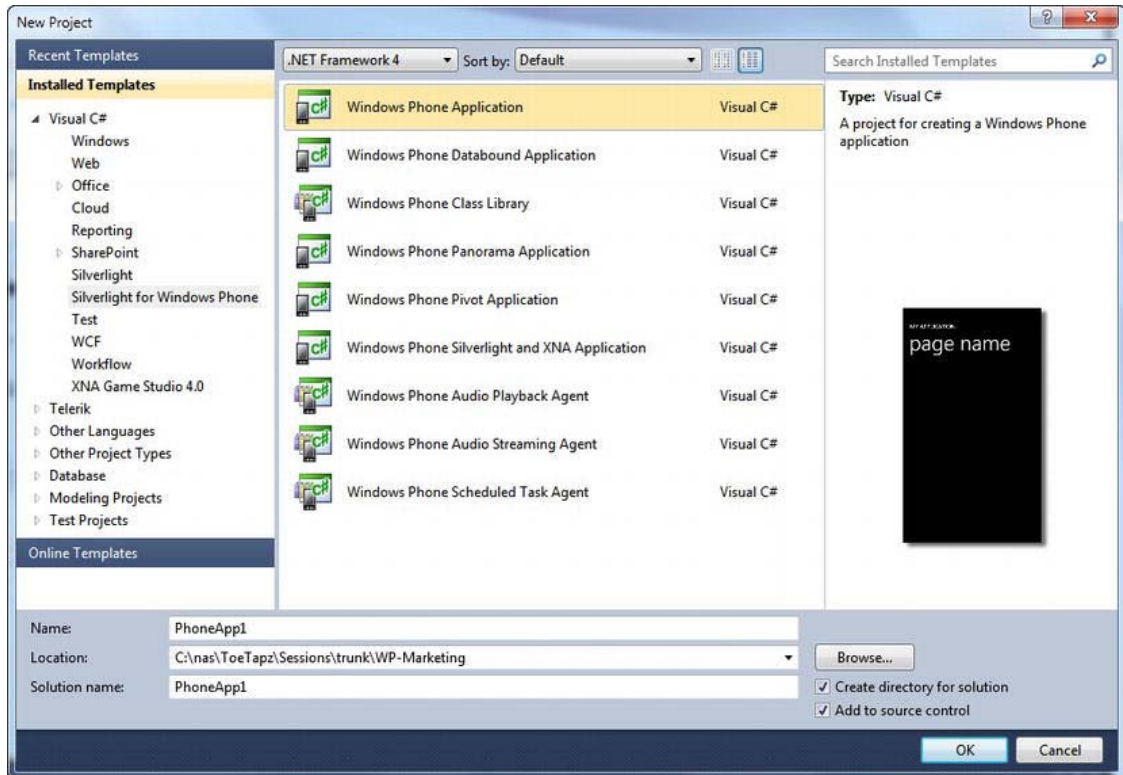 New Project
Recent Templates
Installed Templates
Visual C#
Windows
Web
Office
Cloud
Reporting
SharePoint
Silverlight
Silverlight for Windows Phone
Test
WCF
Workflow
XNA Game Studio 4.0
Telerik
Other Languages
Other Project Types
Database
Modeling Projects
Test Projects
Online Templates
.NET Framework 4 Sort by: Default
Windows Phone Application Visual C#
Windows Phone Databound Application Visual C#
Windows Phone Class Library Visual C#
Windows Phone Panorama Application Visual C#
Windows Phone Pivot Application Visual C#
Windows Phone Silverlight and XNA Application Visual C#
Windows Phone Audio Playback Agent Visual C#
Windows Phone Audio Streaming Agent Visual C#
Windows Phone Scheduled Task Agent Visual C#
Search Installed Templates
Type: Visual C#
A project for creating a Windows Phone
application
MY APPLICATION
page name
Name: PhoneApp1
Location: C:\nas\ToeTapz\Sessions\trunk\WP-Marketing
Browse...
Solution name: PhoneApp1
Create directory for solution
Add to source control
OK Cancel